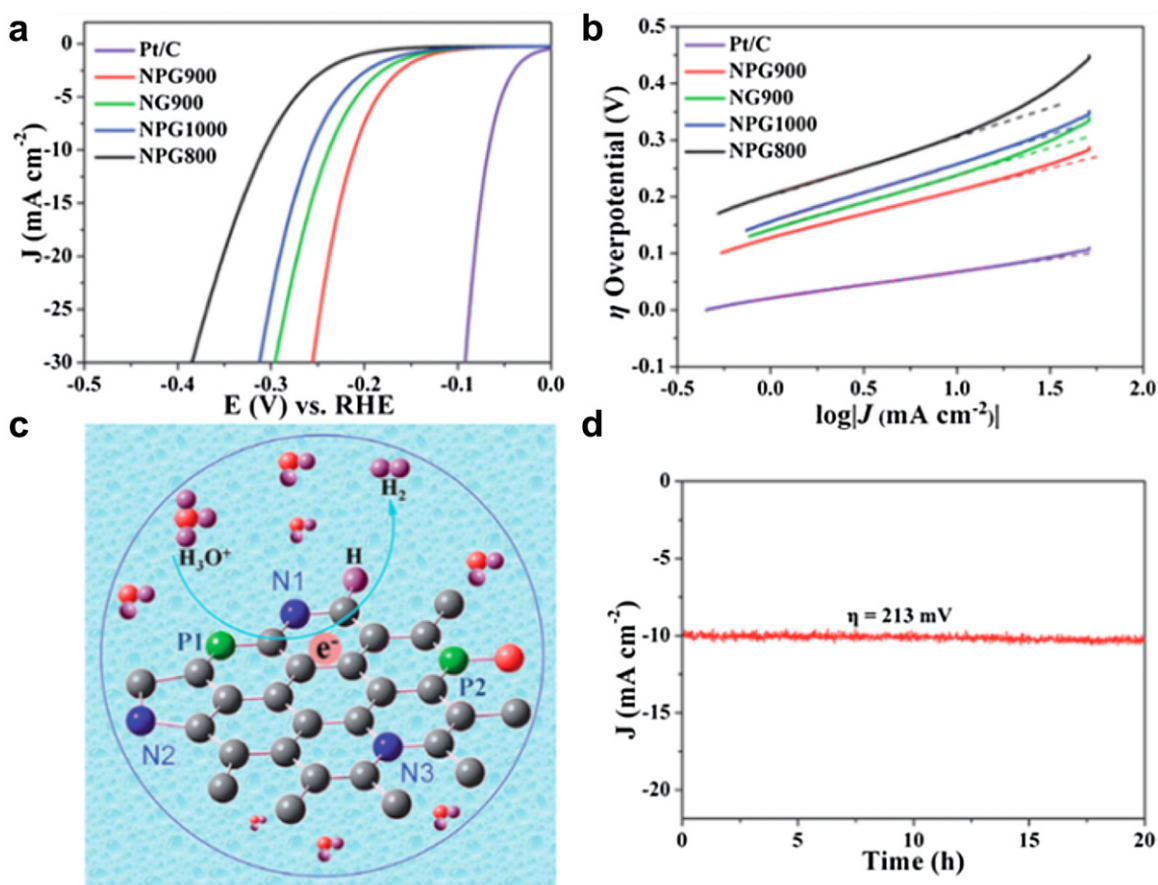 a
0
-5
-10
-15
-20
-25
-30
J (mA cm-2)
Pt/C
NPG900
NG900
NPG1000
NPG800
-0.5 -0.4 -0.3 -0.2 -0.1 0.0
E (V) vs. RHE
b
0.5
0.4
0.3
0.2
0.1
0.0
-0.1
η Overpotential (V)
Pt/C
NPG900
NG900
NPG1000
NPG800
-0.5 0.0 0.5 1.0 1.5 2.0
log|J (mA cm-2)|
c
H2
H3O+
H
N1
P1
e-
P2
N2
N3
d
0
-5
-10
-15
-20
J (mA cm-2)
η = 213 mV
0 5 10 15 20
Time (h)